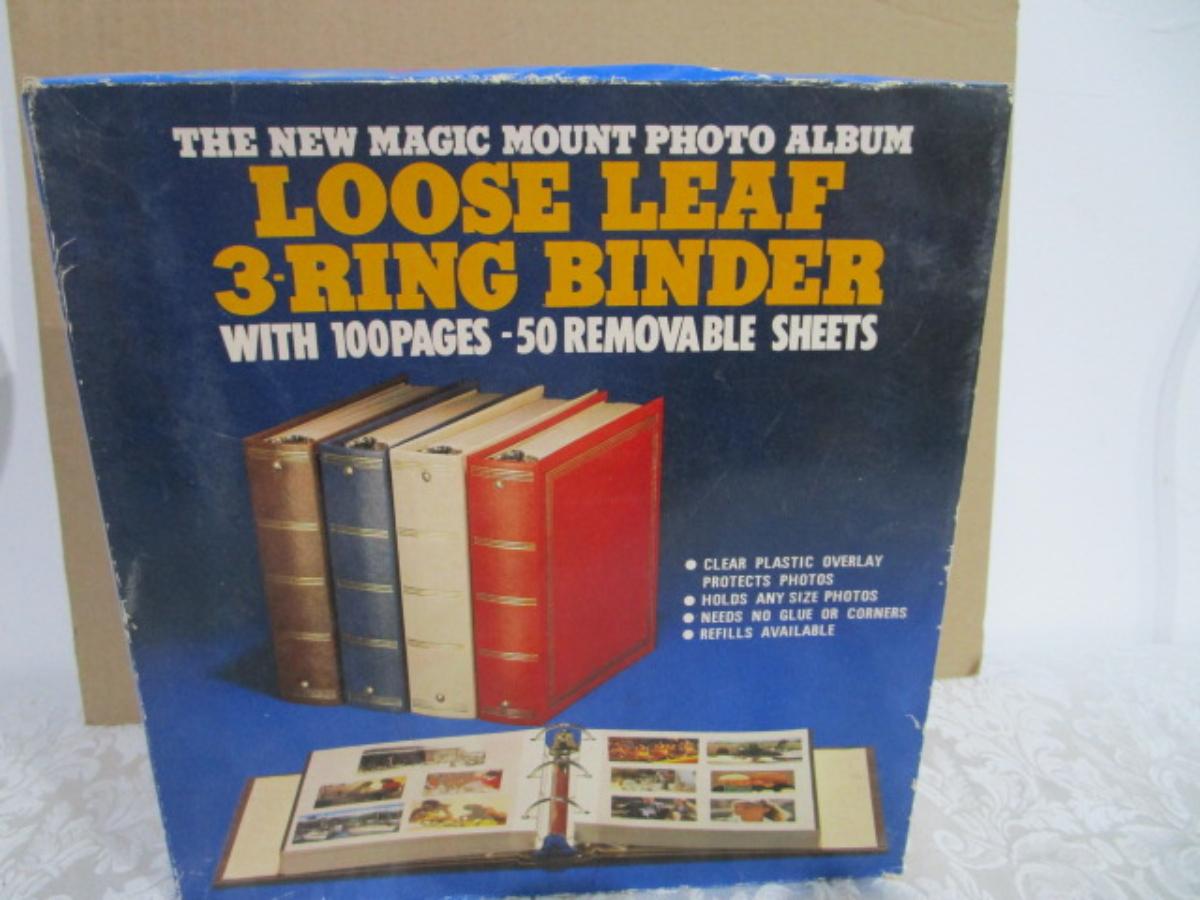 THE NEW MAGIC MOUNT PHOTO ALBUM
LOOSE LEAF
3-RING BINDER
WITH 100PAGES - 50 REMOVABLE SHEETS
● CLEAR PLASTIC OVERLAY
PROTECTS PHOTOS
● HOLDS ANY SIZE PHOTOS
● NEEDS NO GLUE OR CORNERS
● REFILLS AVAILABLE